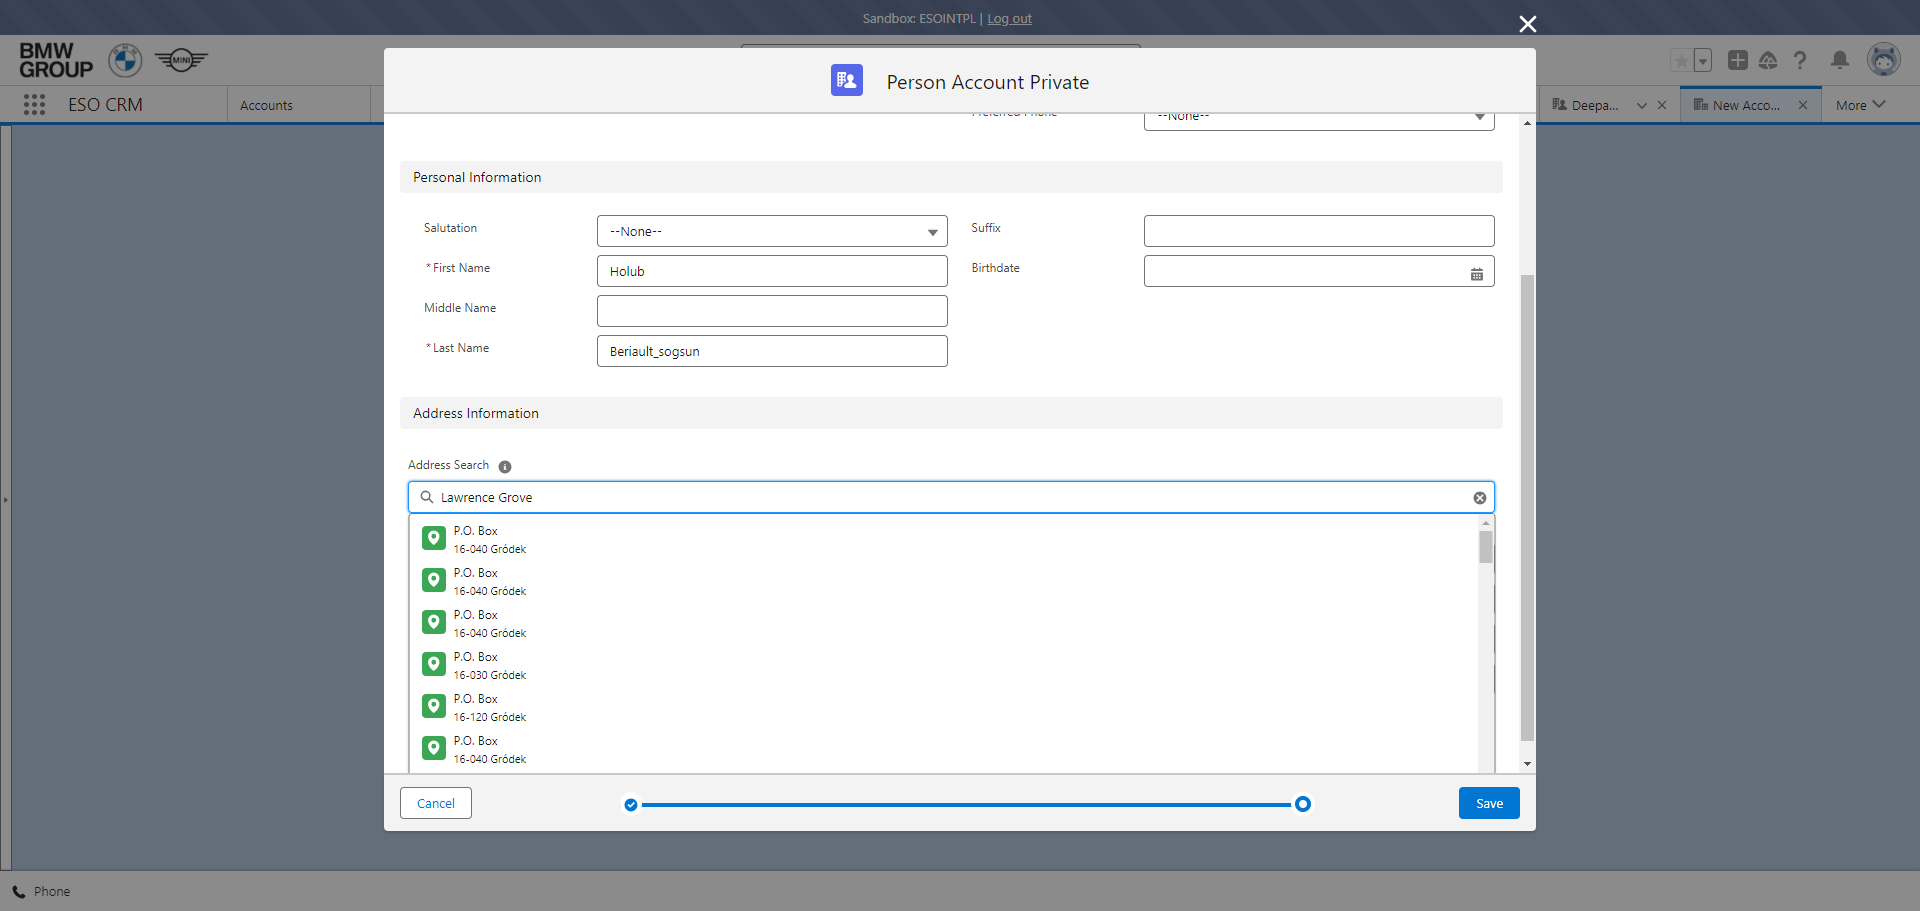 Sandbox: ESOINTPL | Log out
BMW
GROUP
MINI
ESO CRM
Accounts
Deepa...
New Acco...
More
Person Account Private
Preferred Phone
--None--
Personal Information
Salutation
--None--
Suffix
*First Name
Holub
Birthdate
Middle Name
*Last Name
Beriault_sogsun
Address Information
Address Search
Lawrence Grove
P.O. Box
16-040 Gródek
P.O. Box
16-040 Gródek
P.O. Box
16-040 Gródek
P.O. Box
16-030 Gródek
P.O. Box
16-120 Gródek
P.O. Box
16-040 Gródek
Cancel
Save
Phone